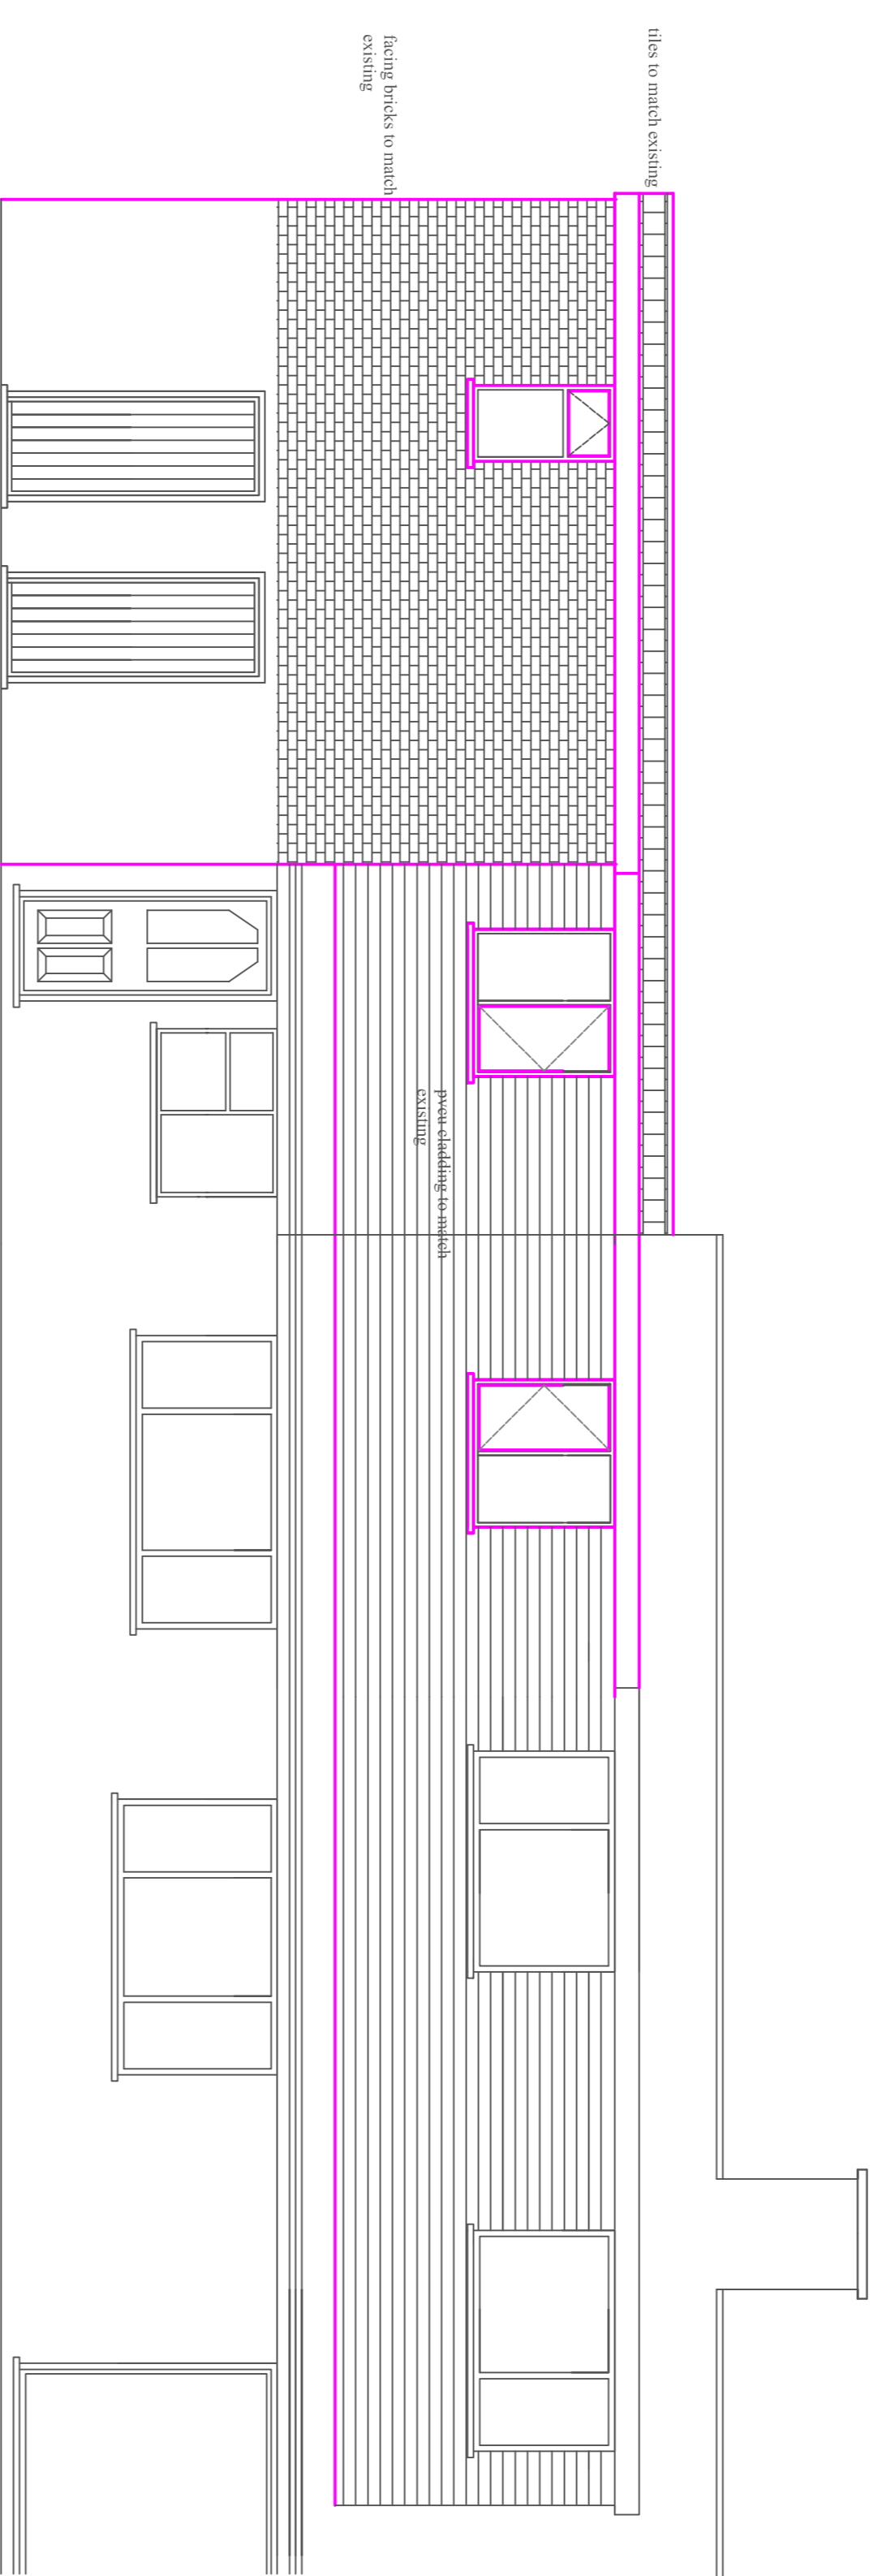 tiles to match existing
facing bricks to match
existing
pvcu cladding to match
existing